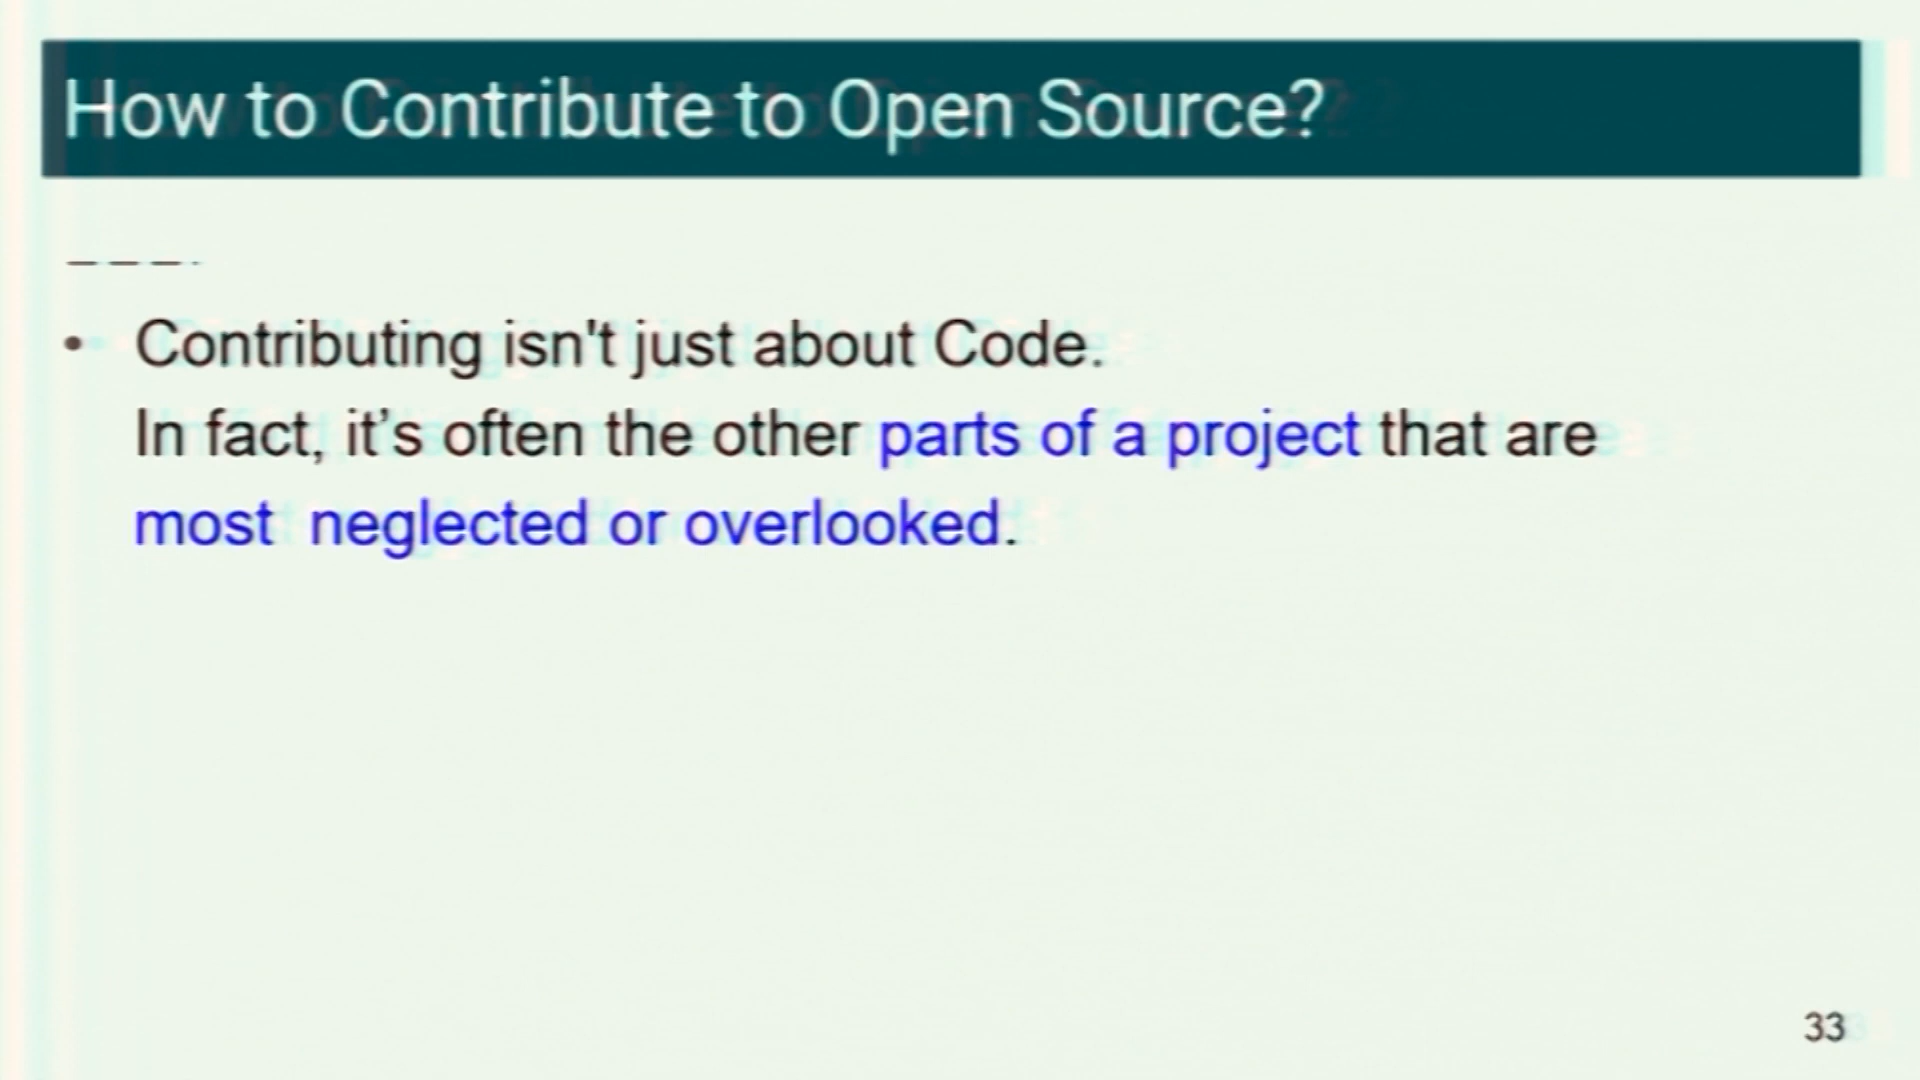 How to Contribute to Open Source?
• Contributing isn't just about Code.
In fact, it’s often the other parts of a project that are
most neglected or overlooked.
33